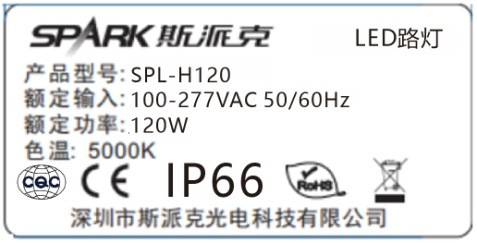 SPARK斯派克 LED路灯
产品型号: SPL-H120
额定输入: 100-277VAC 50/60Hz
额定功率: 120W
色温: 5000K
CQC CE IP66 RoHS
深圳市斯派克光电科技有限公司